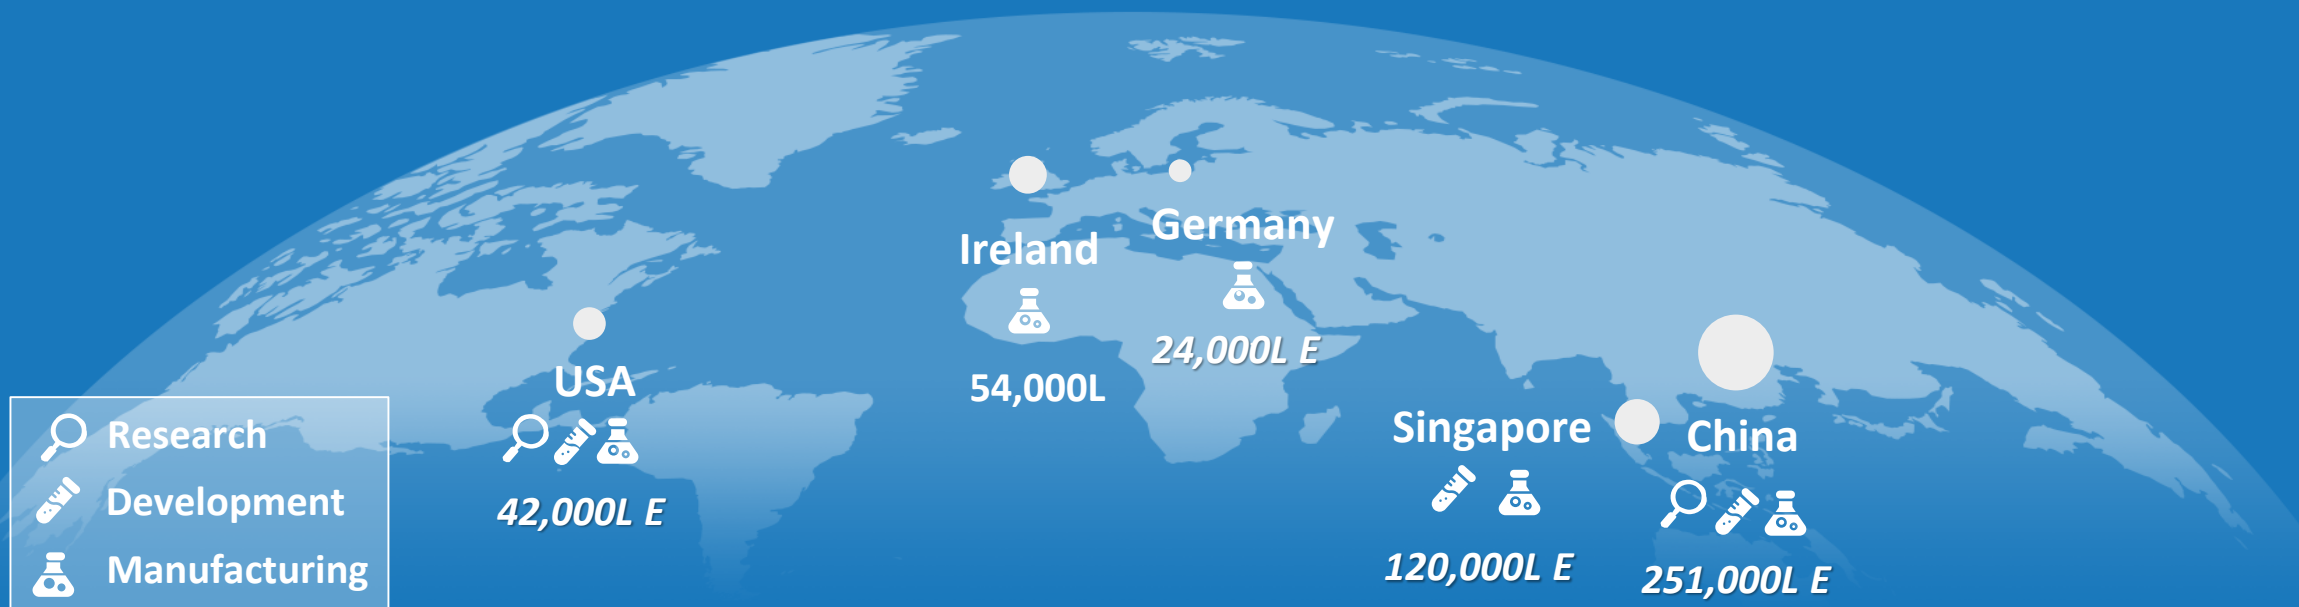 Ireland
54,000L
Germany
24,000L E
USA
42,000L E
Singapore
120,000L E
China
251,000L E
Research
Development
Manufacturing